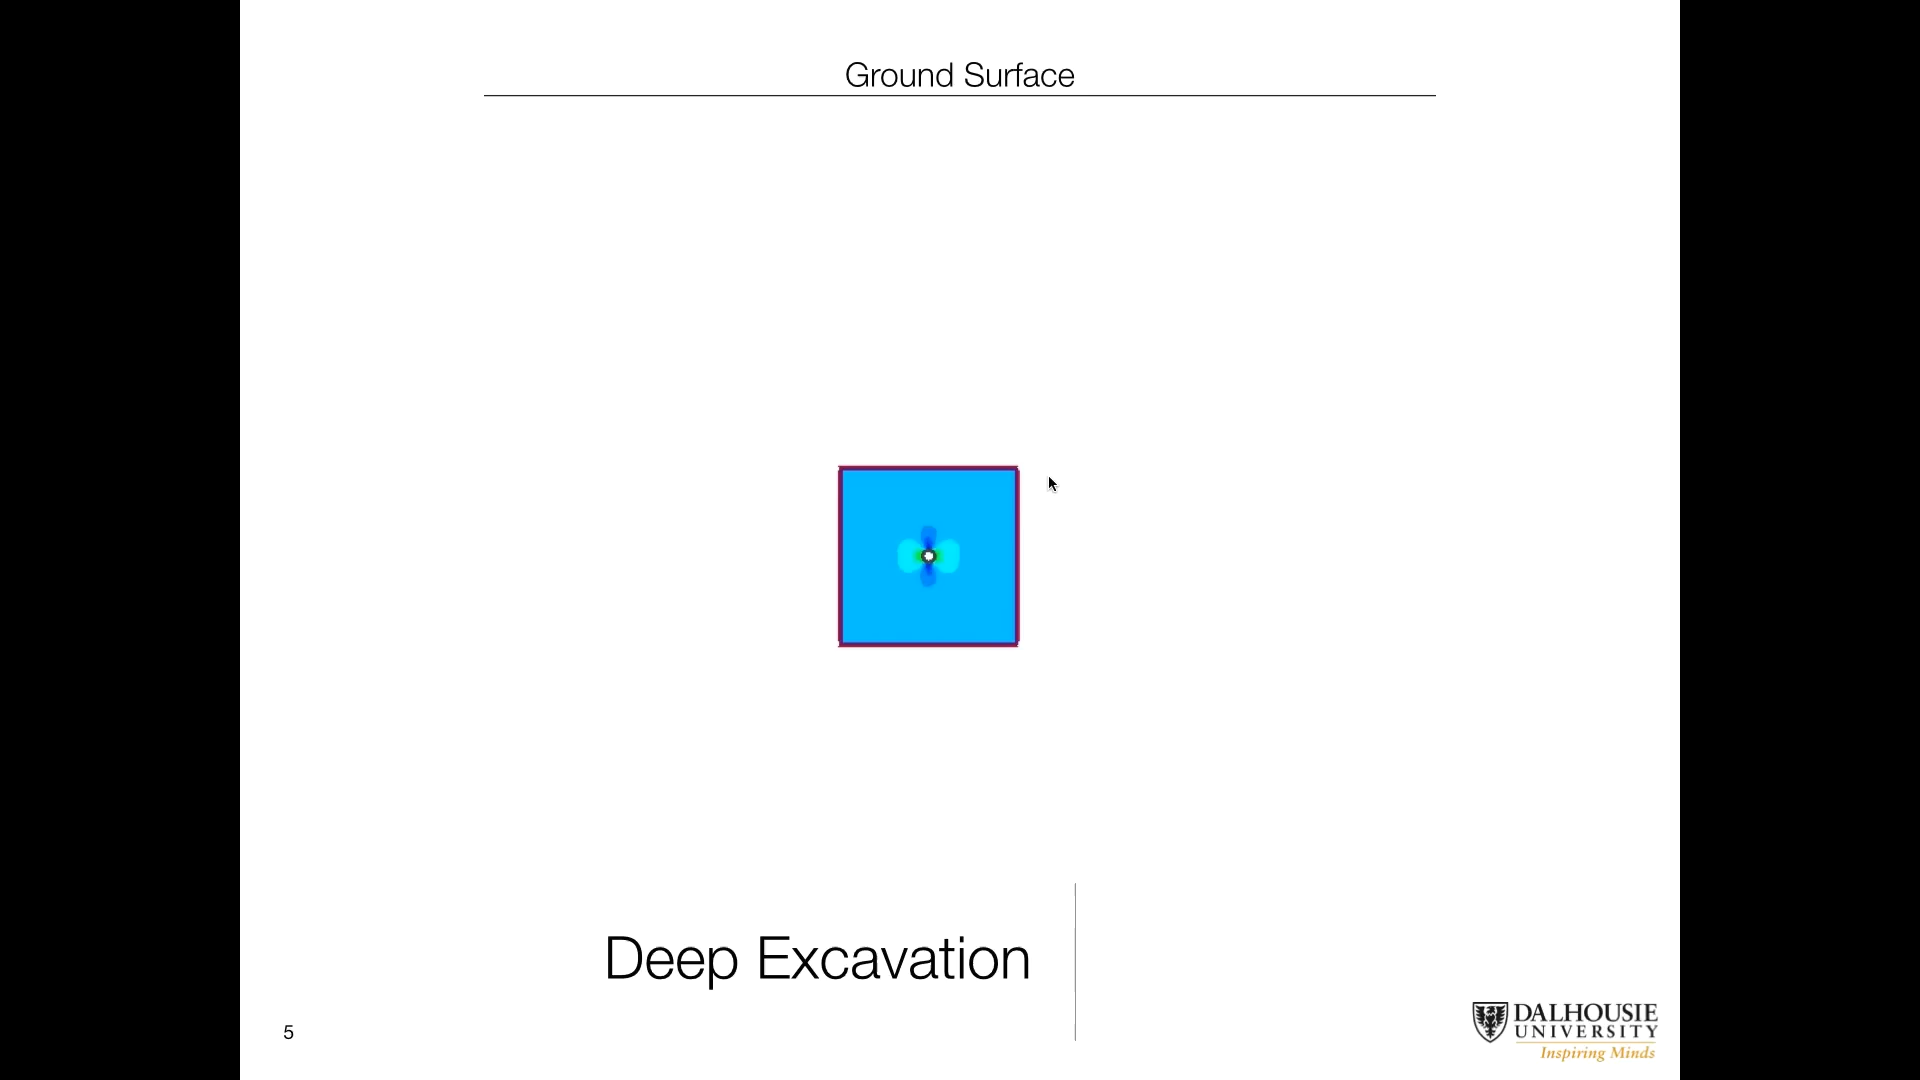 Ground Surface
Deep Excavation
5
DALHOUSIE
UNIVERSITY
Inspiring Minds